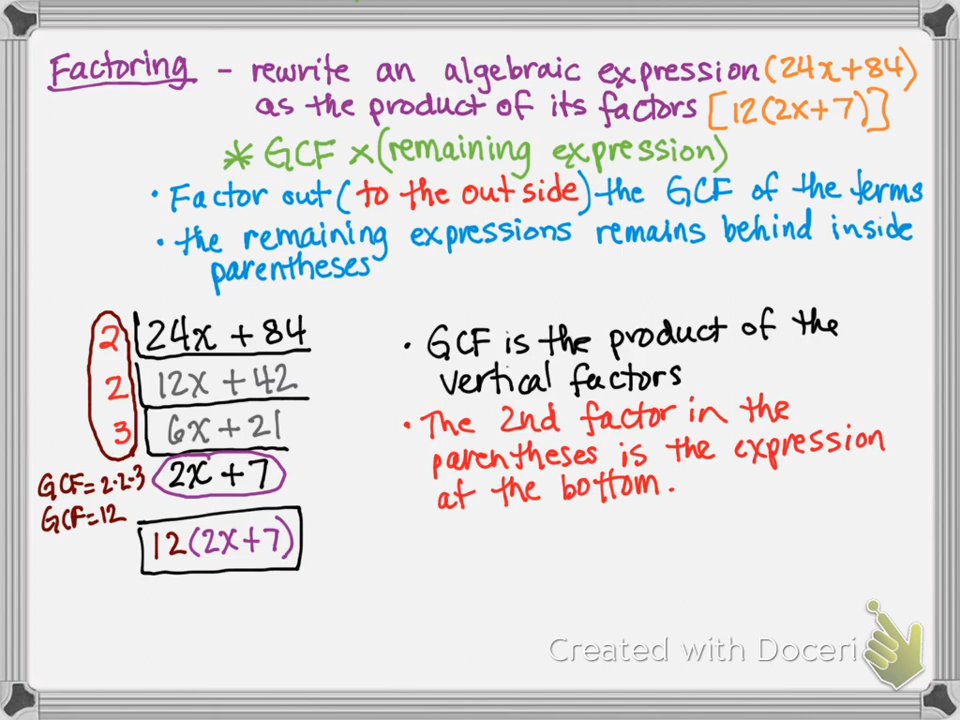 Factoring - rewrite an algebraic expression (24x+84)
as the product of its factors [12(2x+7)]
* GCF x (remaining expression)
• Factor out (to the outside) the GCF of the terms
• the remaining expressions remains behind inside
parentheses
2 24x + 84
2 12x + 42
3 6x + 21
2x + 7
GCF = 2·2·3
GCF = 12
12(2x+7)
• GCF is the product of the
vertical factors
• The 2nd factor in the
parentheses is the expression
at the bottom.
Created with Doceri